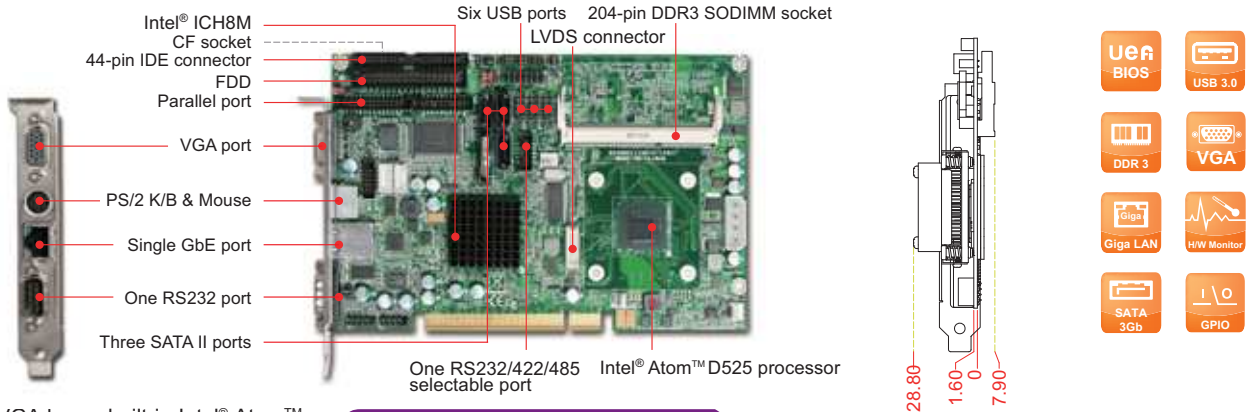 Intel® ICH8M
CF socket
44-pin IDE connector
FDD
Parallel port
VGA port
PS/2 K/B & Mouse
Single GbE port
One RS232 port
Three SATA II ports
Six USB ports
204-pin DDR3 SODIMM socket
LVDS connector
One RS232/422/485
selectable port
Intel® Atom™ D525 processor
28.80
1.60
0
7.90
UEFI
BIOS
USB 3.0
DDR 3
VGA
Giga
Giga LAN
H/W Monitor
SATA
3Gb
I \ O
GPIO